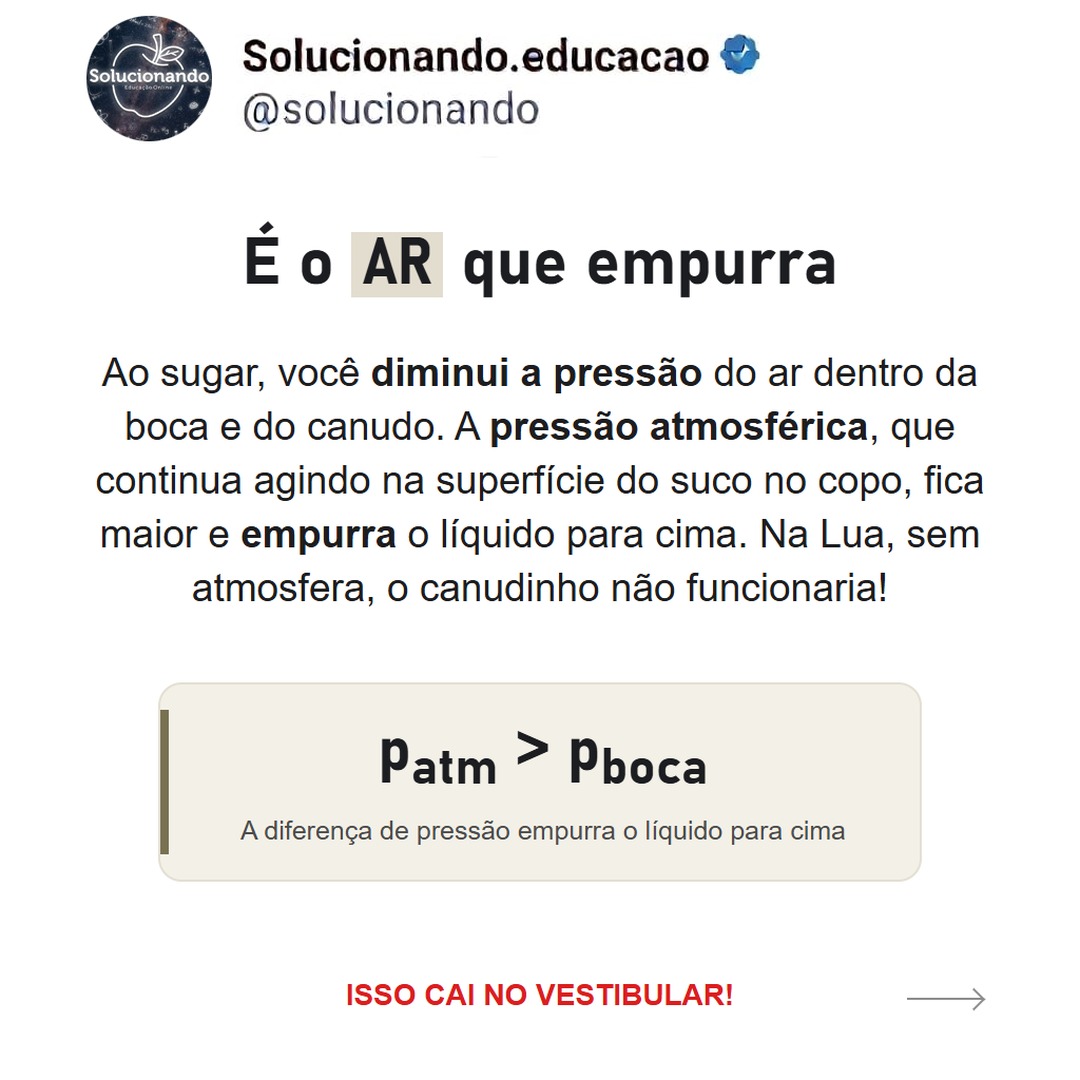 Solucionando
Educação Online
Solucionando.educacao
@solucionando
É o AR que empurra
Ao sugar, você diminui a pressão do ar dentro da
boca e do canudo. A pressão atmosférica, que
continua agindo na superfície do suco no copo, fica
maior e empurra o líquido para cima. Na Lua, sem
atmosfera, o canudinho não funcionaria!
patm > pboca
A diferença de pressão empurra o líquido para cima
ISSO CAI NO VESTIBULAR!